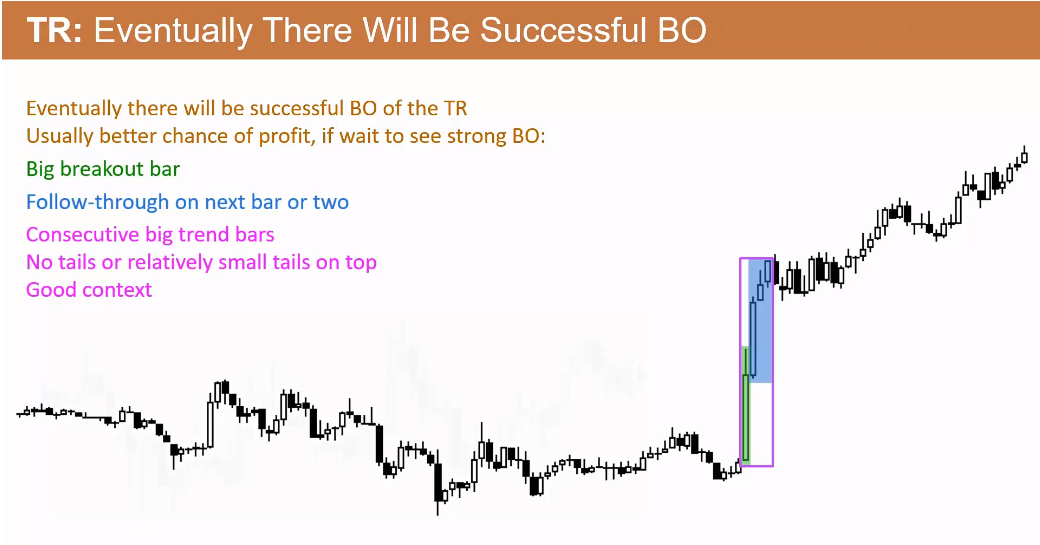 TR: Eventually There Will Be Successful BO
Eventually there will be successful BO of the TR
Usually better chance of profit, if wait to see strong BO:
Big breakout bar
Follow-through on next bar or two
Consecutive big trend bars
No tails or relatively small tails on top
Good context